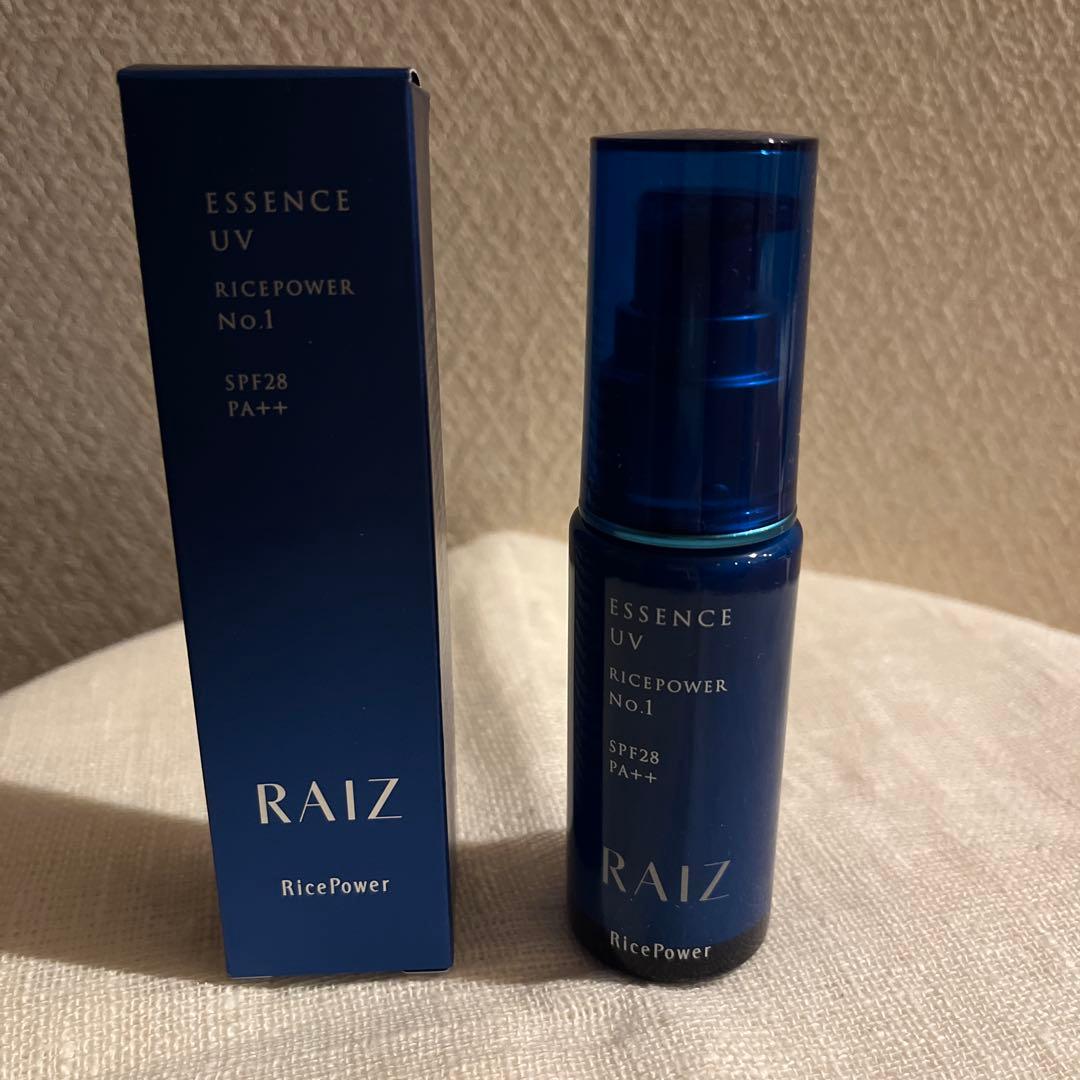 ESSENCE
UV
RICEPOWER
No.1
SPF28
PA++
RAIZ
RicePower
ESSENCE
UV
RICEPOWER
No.1
SPF28
PA++
RAIZ
RicePower